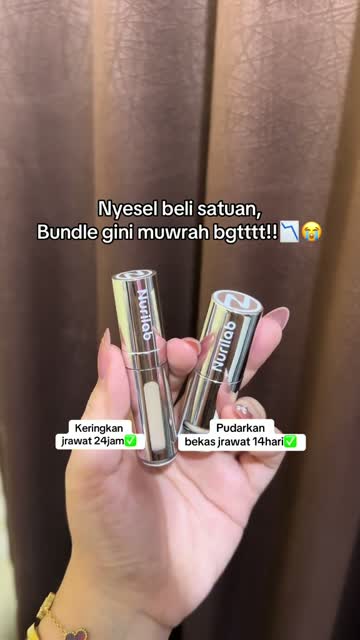 Nyesel beli satuan,
Bundle gini muwrah bgtttt!!📉😭
Nurilab
Nurilab
Keringkan
jrawat 24jam✅
Pudarkan
bekas jrawat 14hari✅